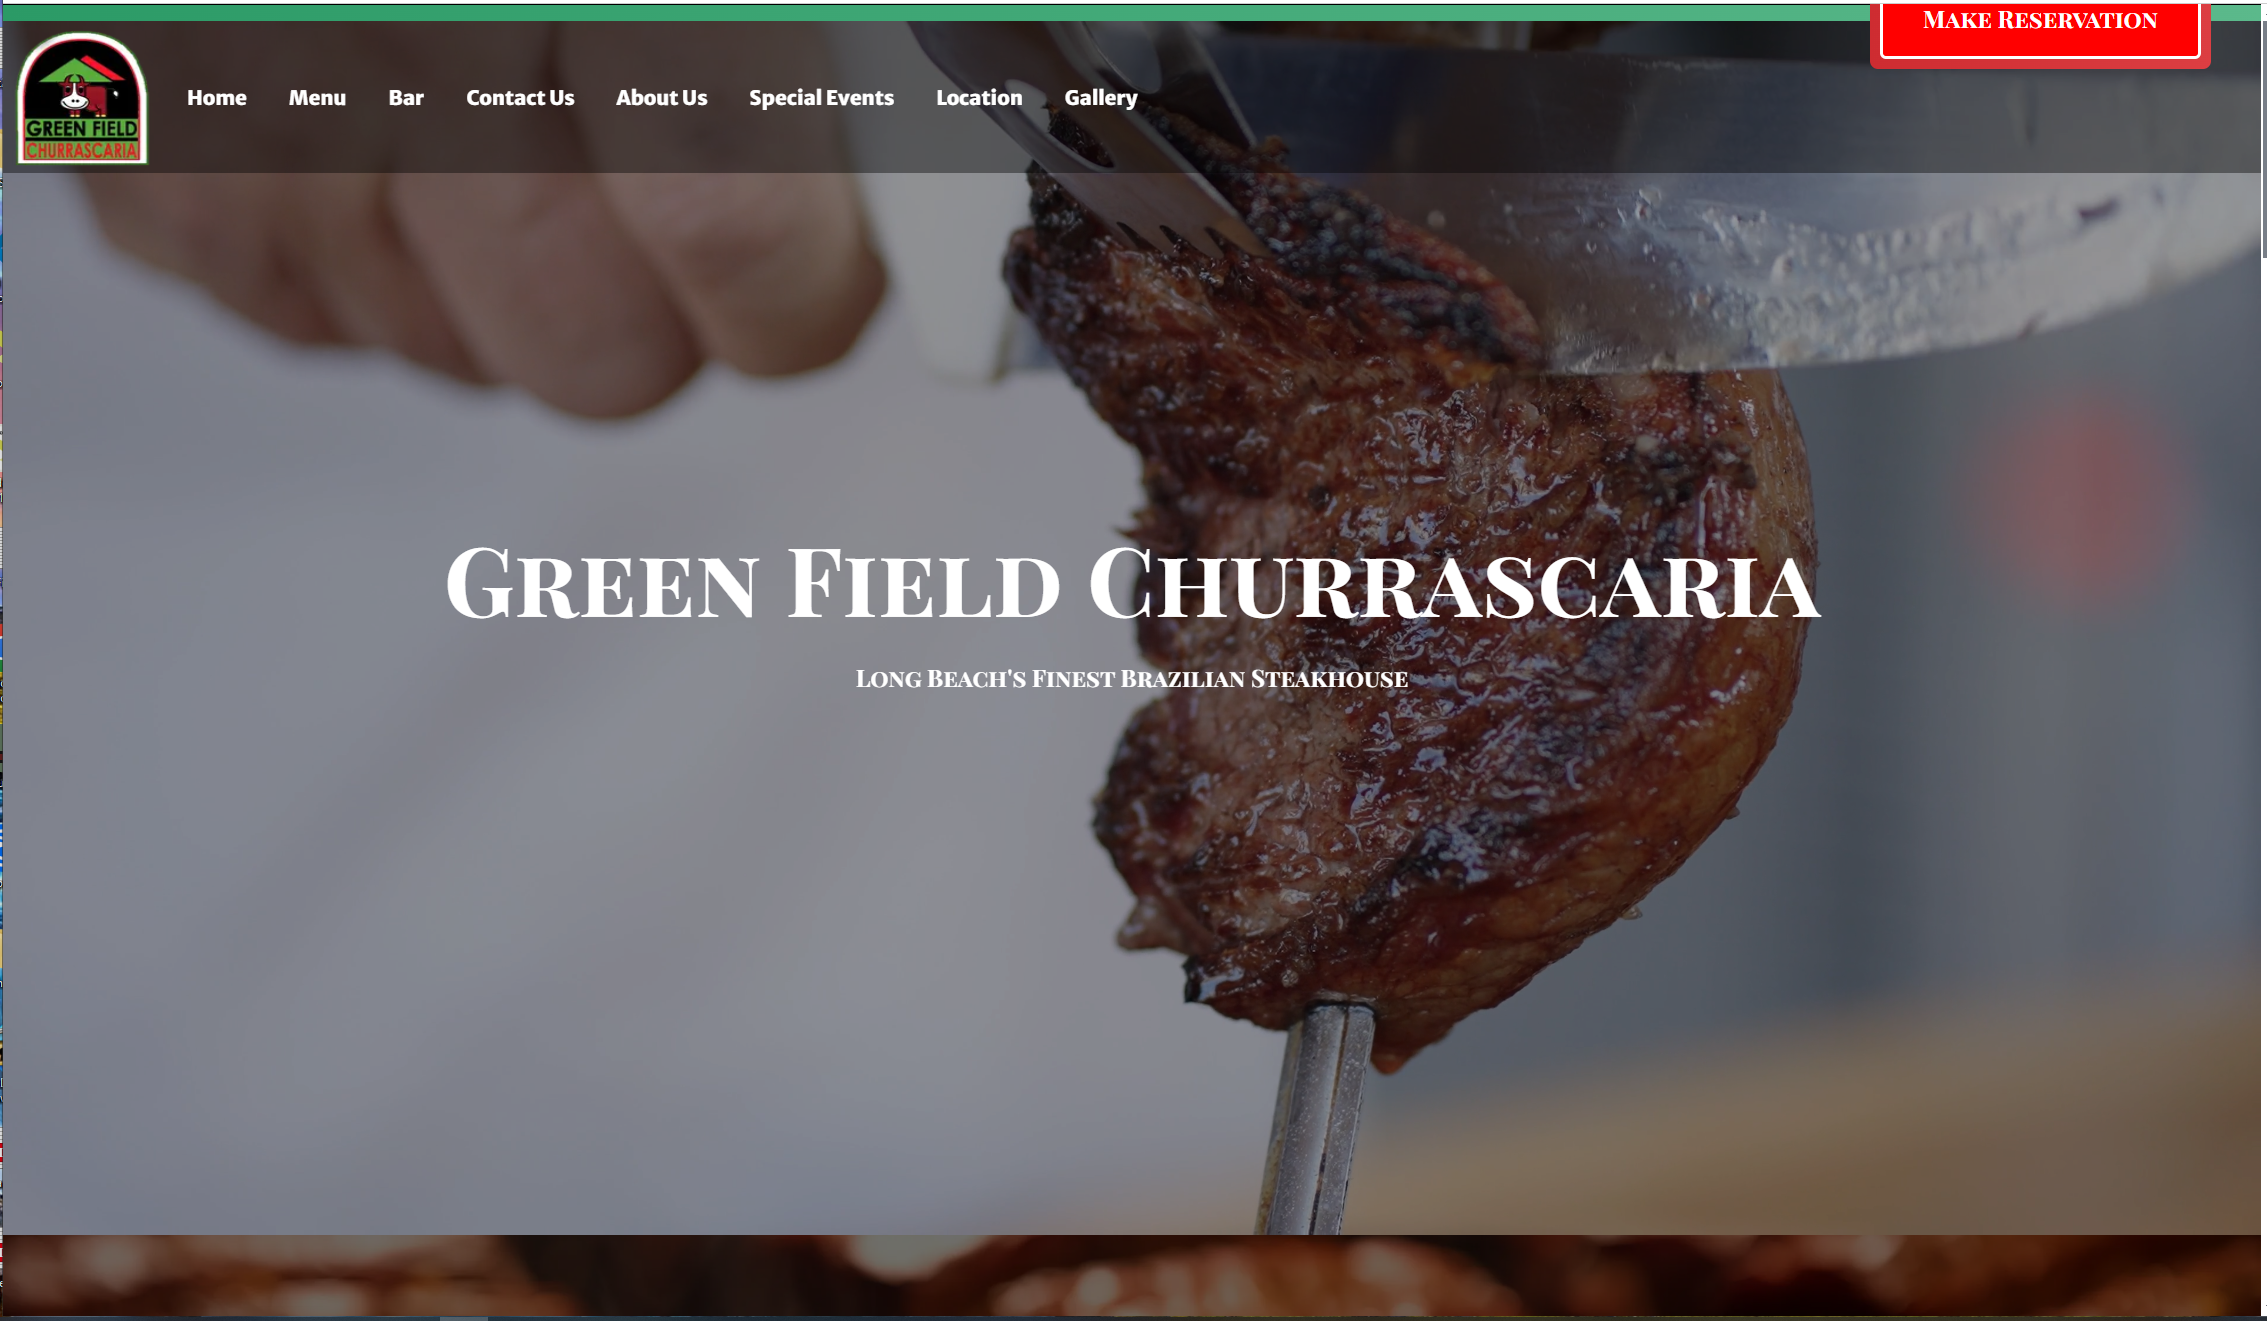 Make Reservation
GREEN FIELD
CHURRASCARIA
Home Menu Bar Contact Us About Us Special Events Location Gallery
Green Field Churrascaria
Long Beach's Finest Brazilian Steakhouse